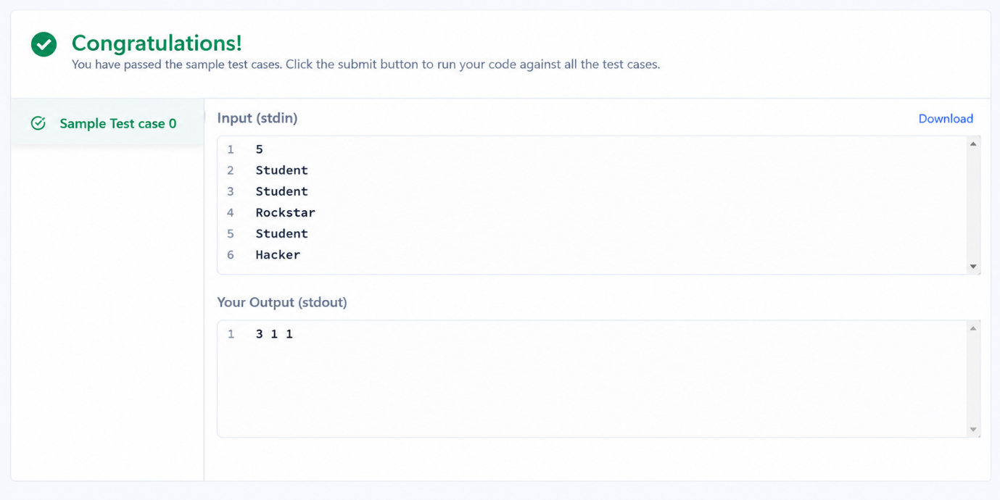 Congratulations!
You have passed the sample test cases. Click the submit button to run your code against all the test cases.
Sample Test case 0
Input (stdin)
Download
1 5
2 Student
3 Student
4 Rockstar
5 Student
6 Hacker
Your Output (stdout)
1 3 1 1